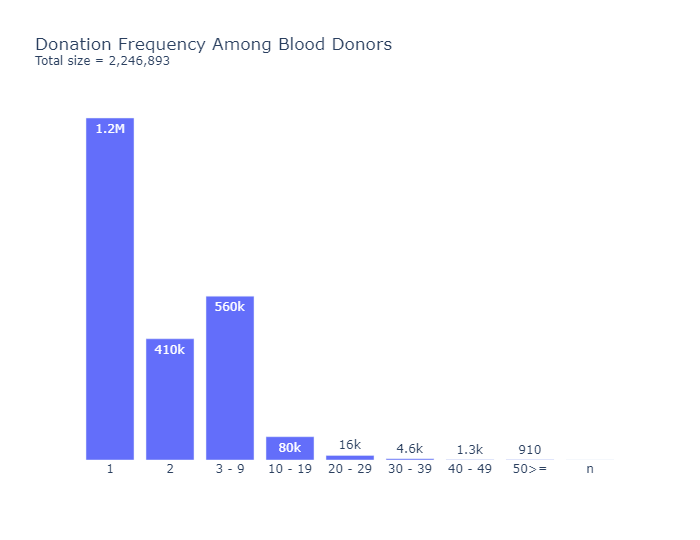 Donation Frequency Among Blood Donors
Total size = 2,246,893
1.2M
560k
410k
80k
16k
4.6k
1.3k
910
1 2 3 - 9 10 - 19 20 - 29 30 - 39 40 - 49 50>= n